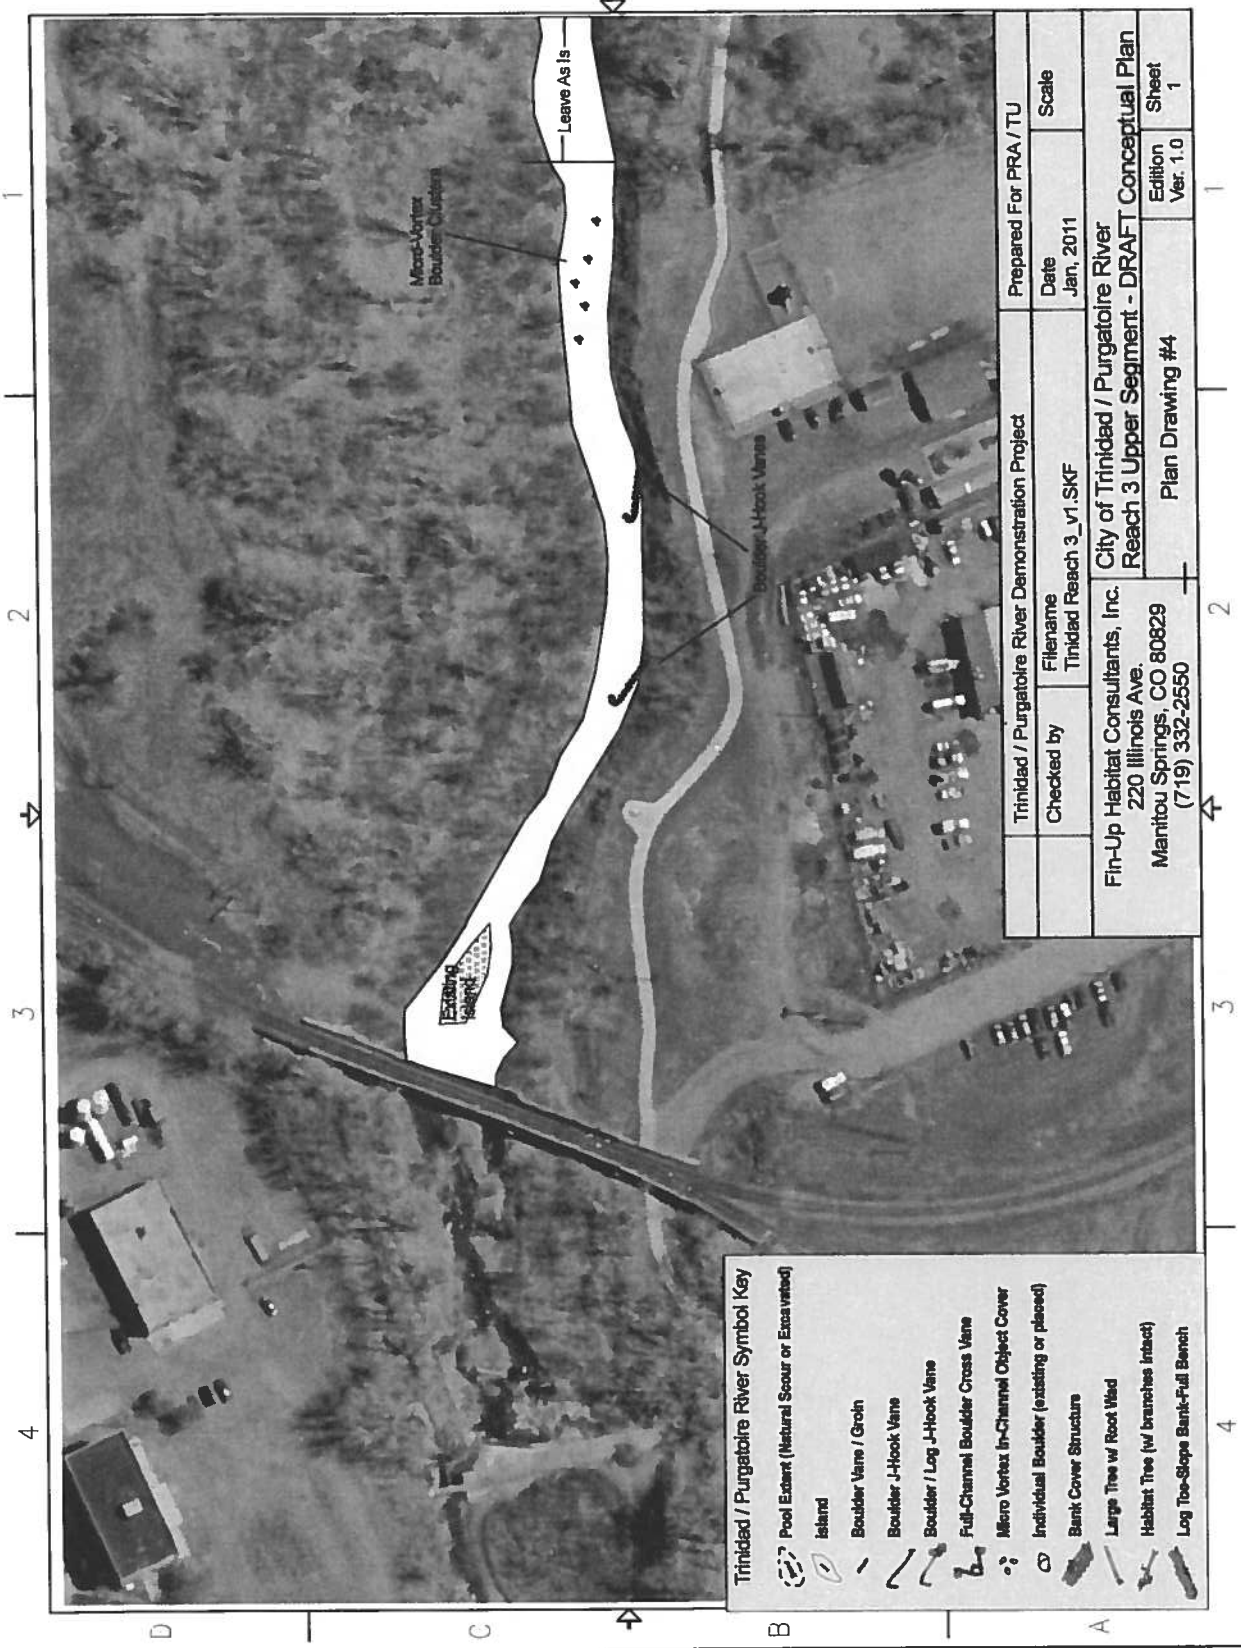 4
3
2
1
D
C
B
A
4
3
2
1
Existing
Island
Micro-Vortex
Boulder Clusters
Leave As Is
Boulder J-Hook Vanes
Trinidad / Purgatoire River Symbol Key
Pool Extent (Natural Scour or Excavated)
Island
Boulder Vane / Groin
Boulder J-Hook Vane
Boulder / Log J-Hook Vane
Full-Channel Boulder Cross Vane
Micro Vortex In-Channel Object Cover
Individual Boulder (existing or placed)
Bank Cover Structure
Large Tree w/ Root Wad
Habitat Tree (w/ branches intact)
Log Toe-Slope Bank-Full Bench
Trinidad / Purgatoire River Demonstration Project
Prepared For PRA / TU
Checked by
Filename
Tinidad Reach 3_v1.SKF
Date
Jan, 2011
Scale
Fin-Up Habitat Consultants, Inc.
220 Illinois Ave.
Manitou Springs, CO 80829
(719) 332-2550
City of Trinidad / Purgatoire River
Reach 3 Upper Segment - DRAFT Conceptual Plan
Plan Drawing #4
Edition
Ver. 1.0
Sheet
1